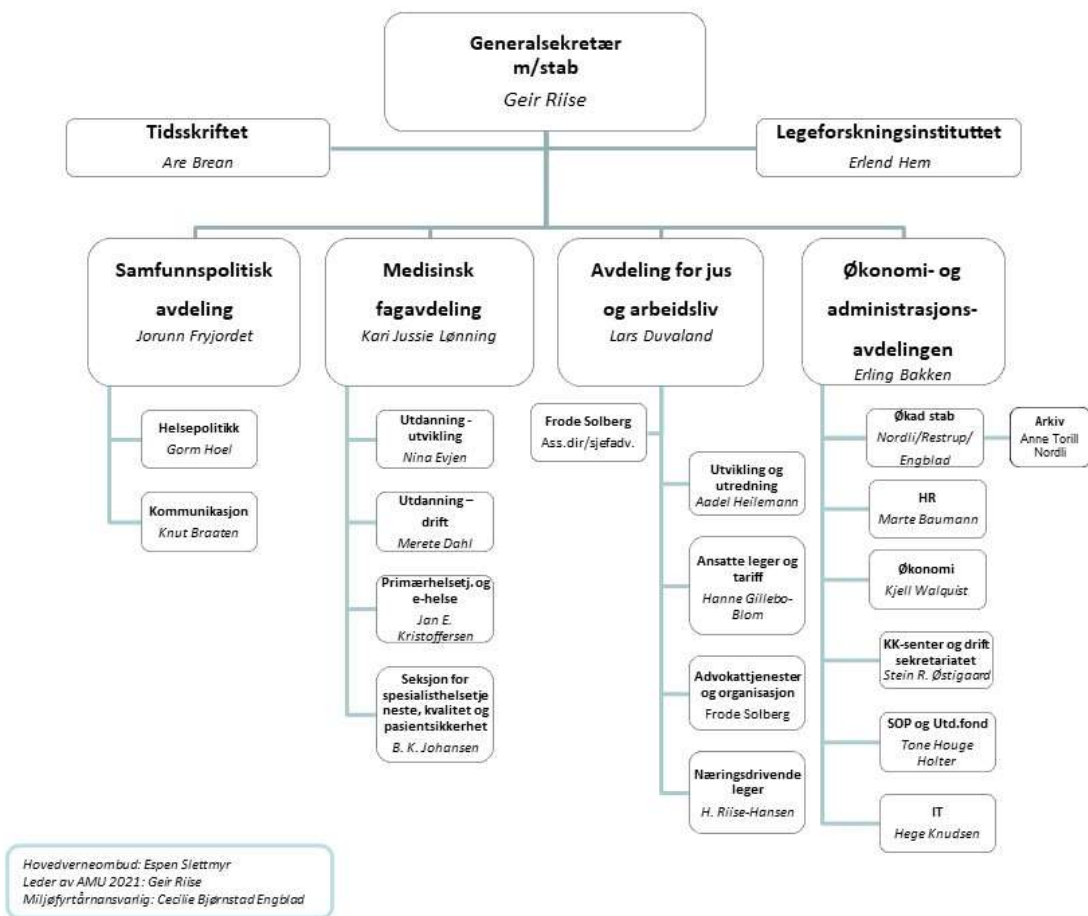 Generalsekretær
m/stab
Geir Riise
Tidsskriftet
Are Brean
Legeforskningsinstituttet
Erlend Hem
Samfunnspolitisk
avdeling
Jorunn Fryjordet
Medisinsk
fagavdeling
Kari Jussie Lønning
Avdeling for jus
og arbeidsliv
Lars Duvaland
Økonomi- og
administrasjons-
avdelingen
Erling Bakken
Helsepolitikk
Gorm Hoel
Kommunikasjon
Knut Braaten
Utdanning -
utvikling
Nina Evjen
Utdanning –
drift
Merete Dahl
Primærhelsetj. og
e-helse
Jan E.
Kristoffersen
Seksjon for
spesialisthelsetje
neste, kvalitet og
pasientsikkerhet
B. K. Johansen
Frode Solberg
Ass.dir/sjefadv.
Utvikling og
utredning
Aadel Heilemann
Ansatte leger og
tariff
Hanne Gillebo-
Blom
Advokattjenester
og organisasjon
Frode Solberg
Næringsdrivende
leger
H. Riise-Hansen
Økad stab
Nordli/Restrup/
Engblad
Arkiv
Anne Torill
Nordli
HR
Marte Baumann
Økonomi
Kjell Walquist
KK-senter og drift
sekretariatet
Stein R. Østigaard
SOP og Utd.fond
Tone Houge
Holter
IT
Hege Knudsen
Hovedverneombud: Espen Slettmyr
Leder av AMU 2021: Geir Riise
Miljøfyrtårnansvarlig: Cecilie Bjørnstad Engblad